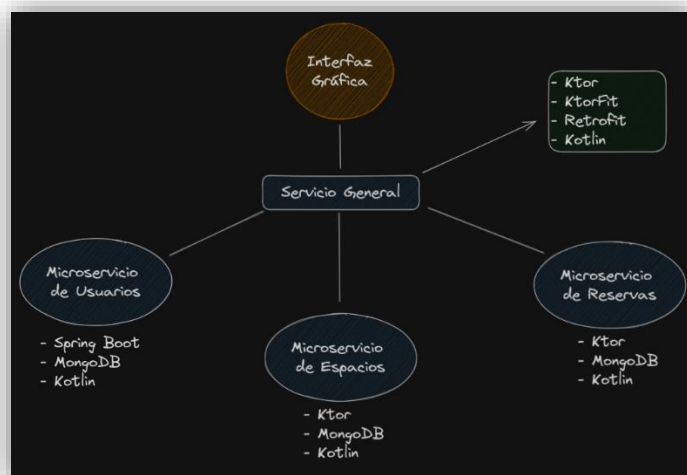 Interfaz
Gráfica
- Ktor
- KtorFit
- Retrofit
- Kotlin
Servicio General
Microservicio
de Usuarios
- Spring Boot
- MongoDB
- Kotlin
Microservicio
de Espacios
- Ktor
- MongoDB
- Kotlin
Microservicio
de Reservas
- Ktor
- MongoDB
- Kotlin